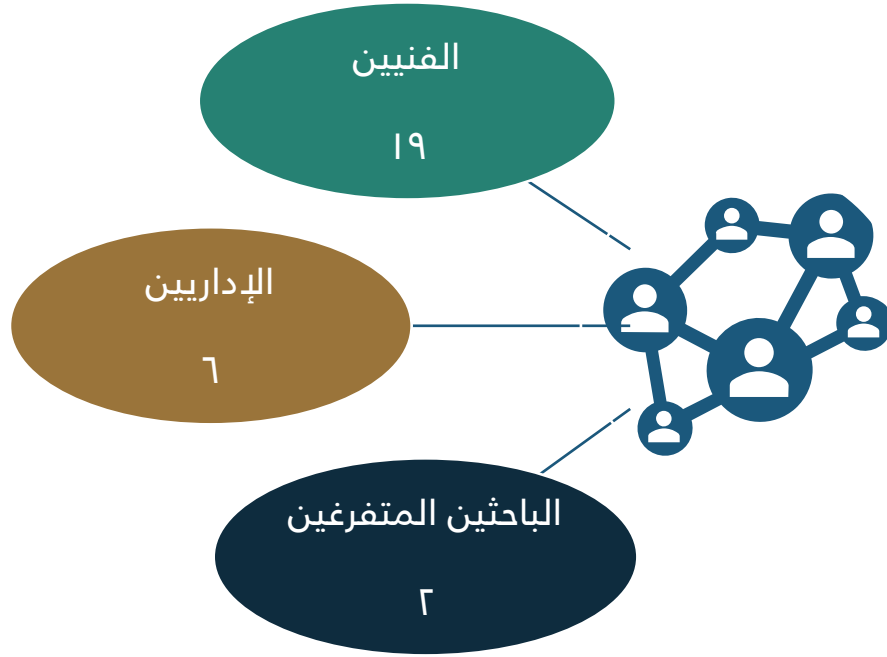 الفنيين
١٩
الإداريين
٦
الباحثين المتفرغين
٢